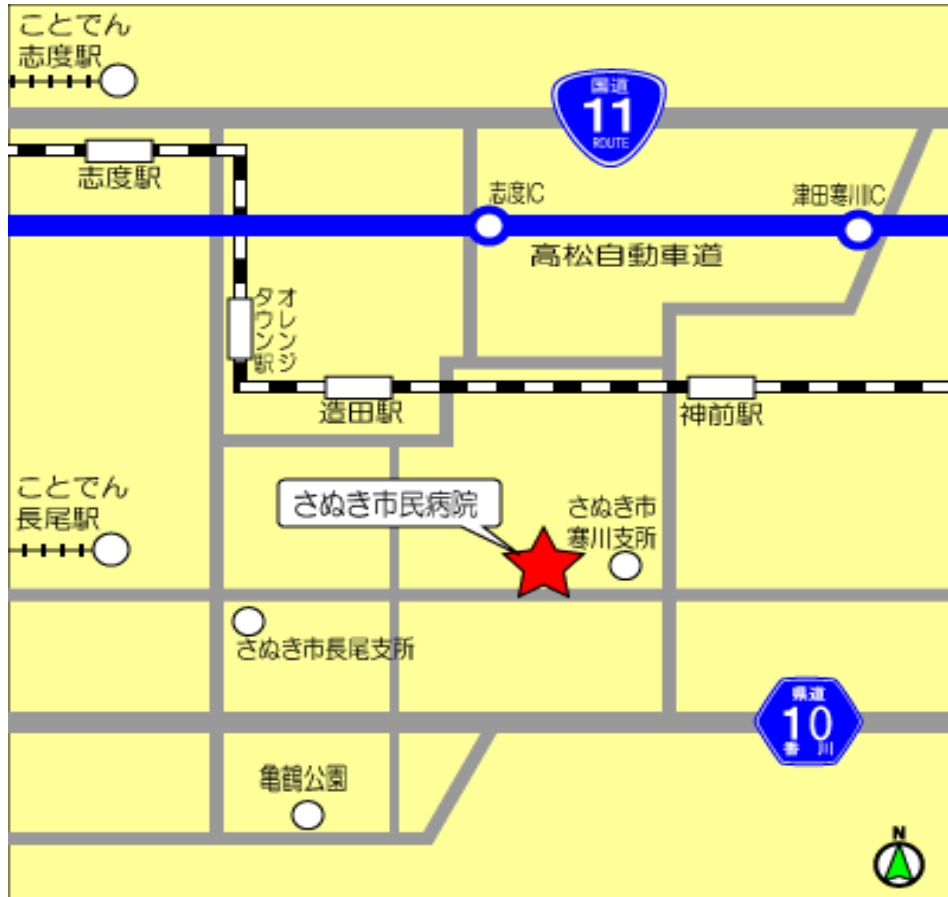 ことでん
志度駅
国道
11
ROUTE
志度駅
志度IC
津田寒川IC
高松自動車道
オレンジ
タウン駅
造田駅
神前駅
ことでん
長尾駅
さぬき市民病院
さぬき市
寒川支所
さぬき市長尾支所
県道
10
香川
亀鶴公園
N